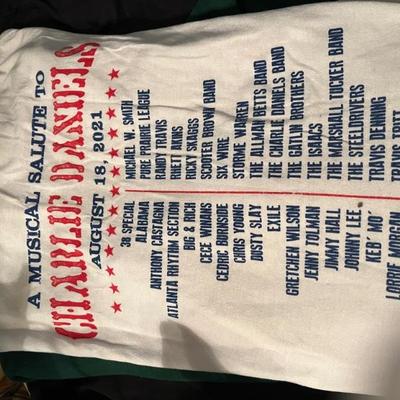 A MUSICAL SALUTE TO
CHARLIE DANIELS
AUGUST 18, 2021
38 SPECIAL
ALABAMA
ANTHONY CASTAGNA
ATLANTA RHYTHM SECTION
BIG & RICH
CECE WINANS
CEDRIC BURNSIDE
CHRIS YOUNG
DUSTY SLAY
EXILE
GRETCHEN WILSON
JENNY TOLMAN
JIMMY HALL
JOHNNY LEE
KEB' MO'
LORRIE MORGAN
MICHAEL W. SMITH
PURE PRAIRIE LEAGUE
RANDY TRAVIS
RHETT AKINS
RICKY SKAGGS
SCOOTER BROWN BAND
SIX WIRE
STORME WARREN
THE ALLMAN BETTS BAND
THE CHARLIE DANIELS BAND
THE GATLIN BROTHERS
THE ISAACS
THE MARSHALL TUCKER BAND
THE STEELDRIVERS
TRAVIS DENNING
TRAVIS TRITT